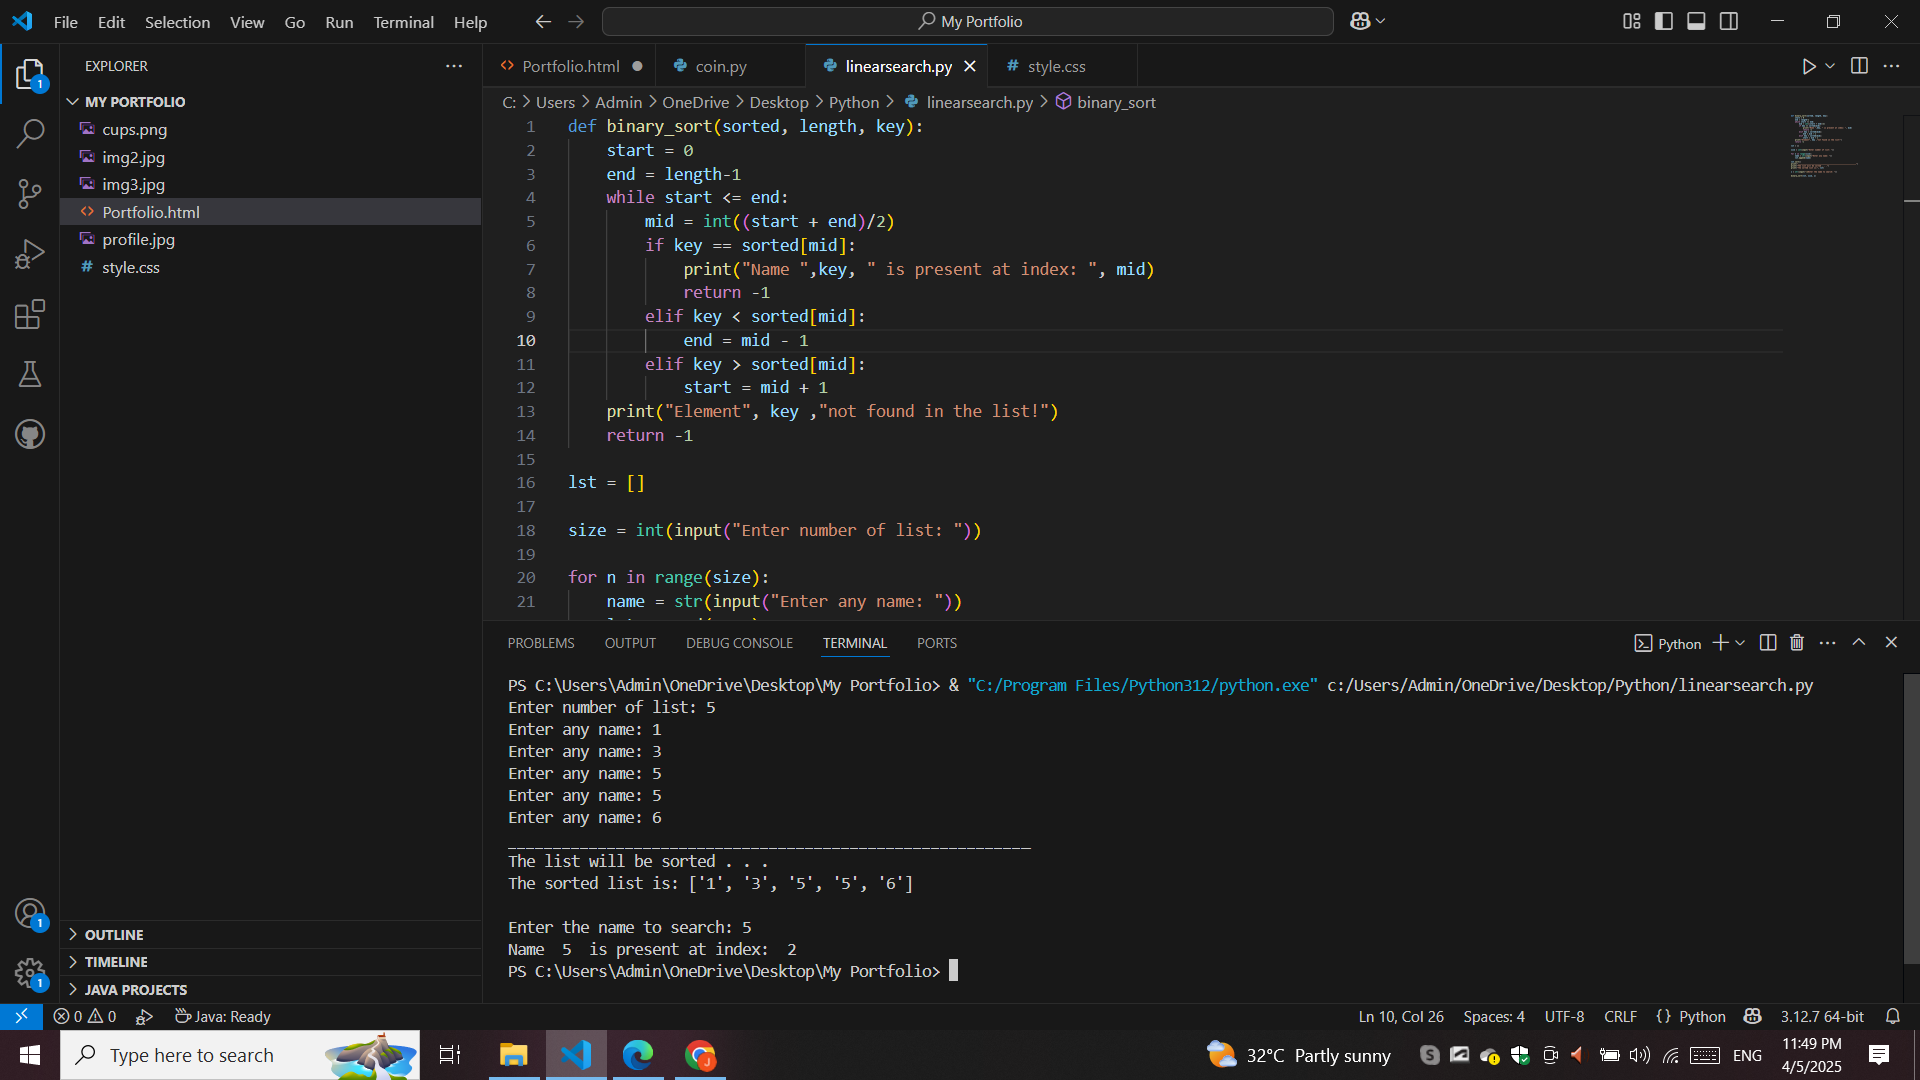 File Edit Selection View Go Run Terminal Help
My Portfolio
EXPLORER
MY PORTFOLIO
cups.png
img2.jpg
img3.jpg
Portfolio.html
profile.jpg
style.css
OUTLINE
TIMELINE
JAVA PROJECTS
Portfolio.html coin.py linearsearch.py style.css
C: > Users > Admin > OneDrive > Desktop > Python > linearsearch.py > binary_sort
1 def binary_sort(sorted, length, key):
2     start = 0
3     end = length-1
4     while start <= end:
5         mid = int((start + end)/2)
6         if key == sorted[mid]:
7             print("Name ",key, " is present at index: ", mid)
8             return -1
9         elif key < sorted[mid]:
10             end = mid - 1
11         elif key > sorted[mid]:
12             start = mid + 1
13     print("Element", key ,"not found in the list!")
14     return -1
15
16 lst = []
17
18 size = int(input("Enter number of list: "))
19
20 for n in range(size):
21     name = str(input("Enter any name: "))
PROBLEMS OUTPUT DEBUG CONSOLE TERMINAL PORTS
Python
PS C:\Users\Admin\OneDrive\Desktop\My Portfolio> & "C:/Program Files/Python312/python.exe" c:/Users/Admin/OneDrive/Desktop/Python/linearsearch.py
Enter number of list: 5
Enter any name: 1
Enter any name: 3
Enter any name: 5
Enter any name: 5
Enter any name: 6
__________________________________________________________
The list will be sorted . . .
The sorted list is: ['1', '3', '5', '5', '6']
Enter the name to search: 5
Name  5  is present at index:  2
PS C:\Users\Admin\OneDrive\Desktop\My Portfolio>
1
1
1
0 0 Java: Ready
Ln 10, Col 26 Spaces: 4 UTF-8 CRLF {} Python 3.12.7 64-bit
Type here to search
32°C Partly sunny
ENG
11:49 PM
4/5/2025